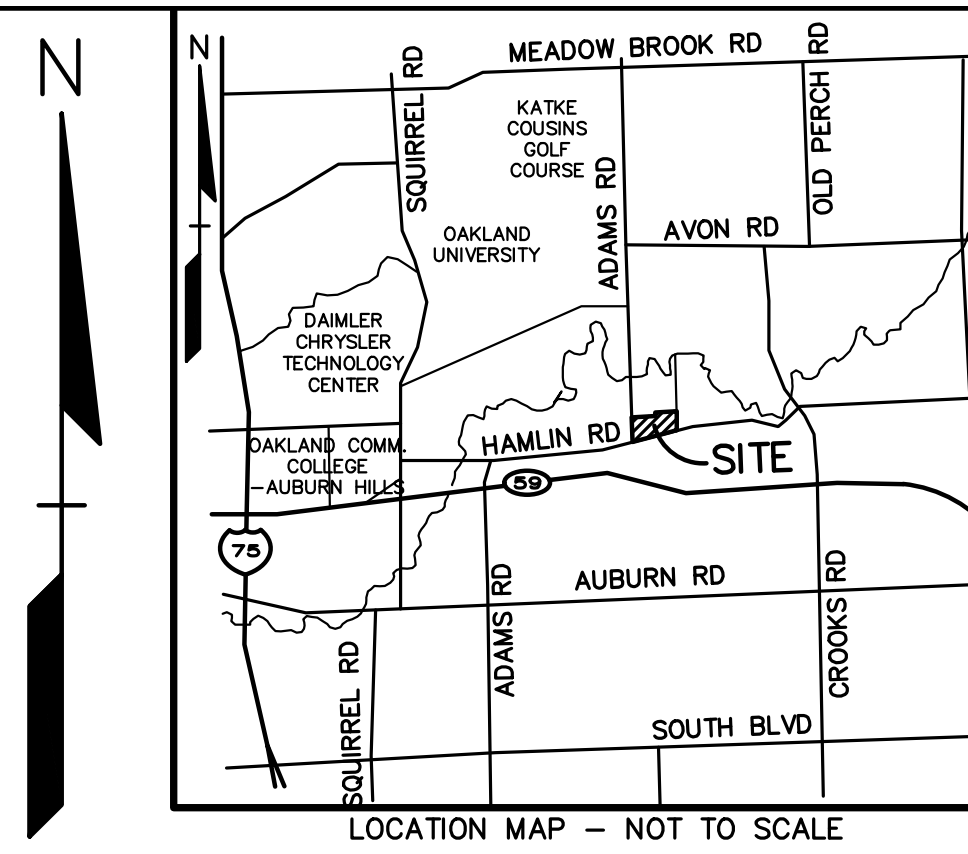 N
N
MEADOW BROOK RD
SQUIRREL RD
OLD PERCH RD
KATKE
COUSINS
GOLF
COURSE
ADAMS RD
AVON RD
OAKLAND
UNIVERSITY
DAIMLER
CHRYSLER
TECHNOLOGY
CENTER
OAKLAND COMM.
COLLEGE
-AUBURN HILLS
HAMLIN RD
SITE
59
75
AUBURN RD
ADAMS RD
CROOKS RD
SQUIRREL RD
SOUTH BLVD
LOCATION MAP - NOT TO SCALE